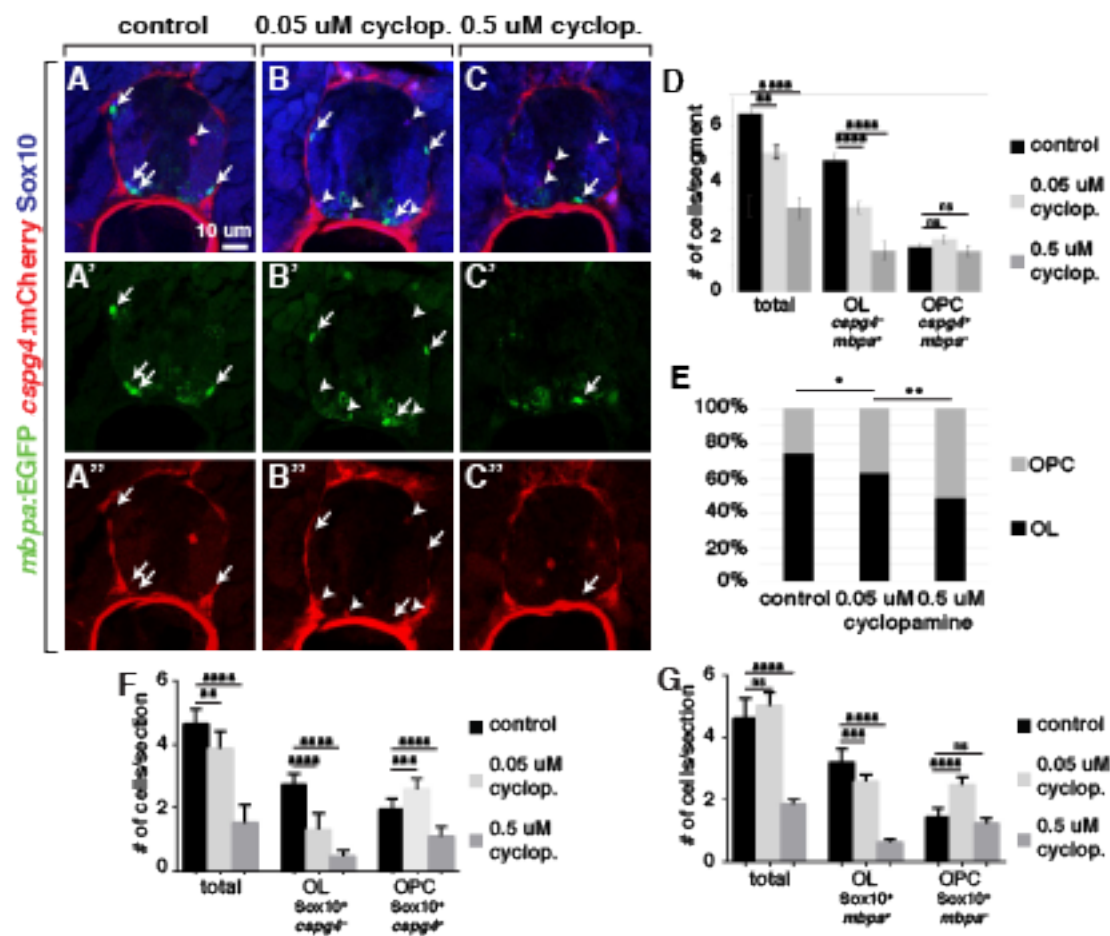 control 0.05 uM cyclop. 0.5 uM cyclop.
mbpa:EGFP cspg4:mCherry Sox10
A B C
10 um
A' B' C'
A" B" C"
D
# of cells/segment
6
4
2
0
**** **
**** ****
ns ns
total OL OPC
cspg4⁻ cspg4⁺
mbpa⁺ mbpa⁻
control
0.05 uM
cyclop.
0.5 uM
cyclop.
E
* **
100%
80%
60%
40%
20%
0%
control 0.05 uM 0.5 uM
cyclopamine
OPC
OL
F
# of cells/section
6
4
2
0
**** **
**** ****
**** ***
total OL OPC
Sox10⁺ Sox10⁺
cspg4⁻ cspg4⁺
control
0.05 uM
cyclop.
0.5 uM
cyclop.
G
# of cells/section
6
4
2
0
**** ns
**** ***
ns ****
total OL OPC
Sox10⁺ Sox10⁺
mbpa⁺ mbpa⁻
control
0.05 uM
cyclop.
0.5 uM
cyclop.